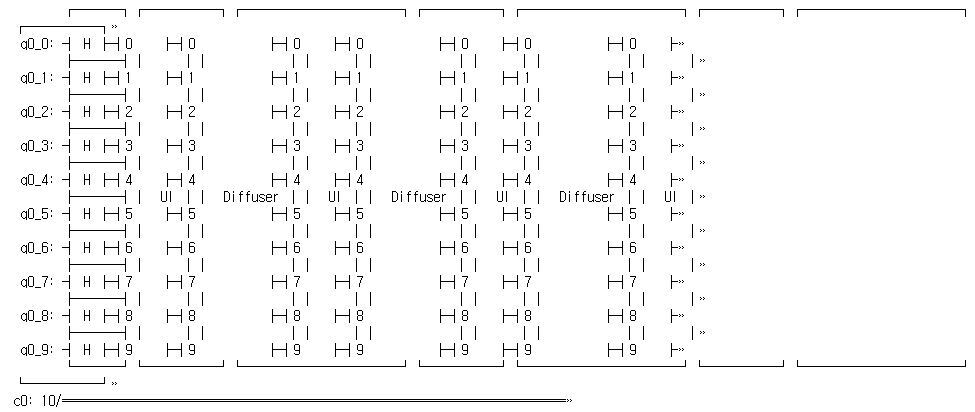 »
q0_0: H 0 0 0 0 0 0 0 »
»
q0_1: H 1 1 1 1 1 1 1 »
»
q0_2: H 2 2 2 2 2 2 2 »
»
q0_3: H 3 3 3 3 3 3 3 »
»
q0_4: H 4 4 4 4 4 4 4 »
UI Diffuser UI Diffuser UI Diffuser UI »
q0_5: H 5 5 5 5 5 5 5 »
»
q0_6: H 6 6 6 6 6 6 6 »
»
q0_7: H 7 7 7 7 7 7 7 »
»
q0_8: H 8 8 8 8 8 8 8 »
»
q0_9: H 9 9 9 9 9 9 9 »
»
c0: 10/ »